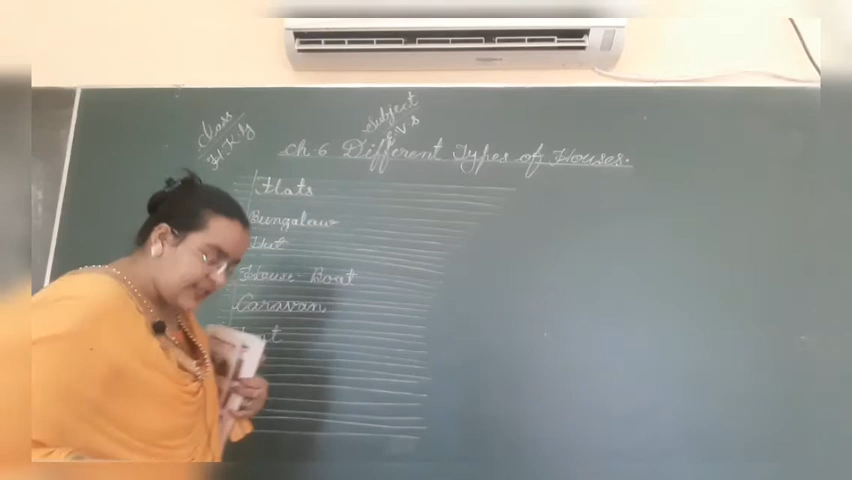 Class
H.K.G
Subject
E.V.S
Ch-6 Different Types of Houses.
Flats
Bungalow
Hut
House-Boat
Caravan